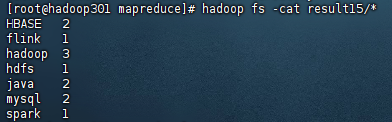 [root@hadoop301 mapreduce]# hadoop fs -cat result15/*
HBASE   2
flink   1
hadoop  3
hdfs    1
java    2
mysql   2
spark   1